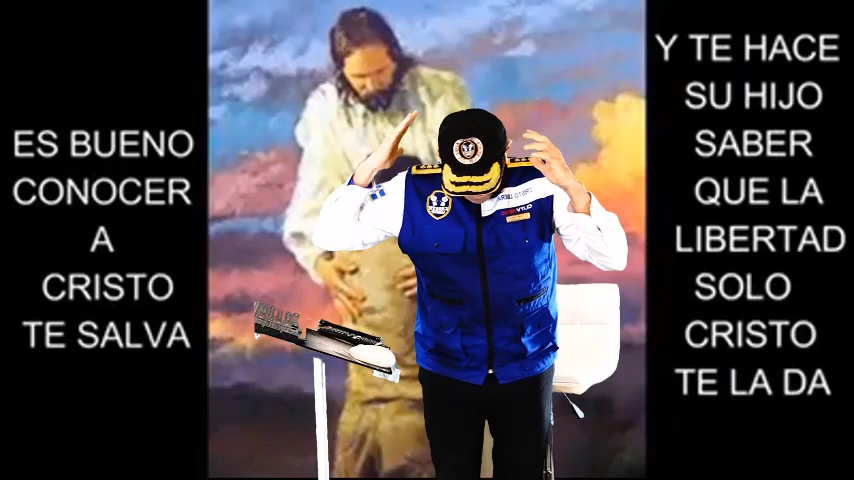 ES BUENO
CONOCER
A
CRISTO
TE SALVA
Y TE HACE
SU HIJO
SABER
QUE LA
LIBERTAD
SOLO
CRISTO
TE LA DA